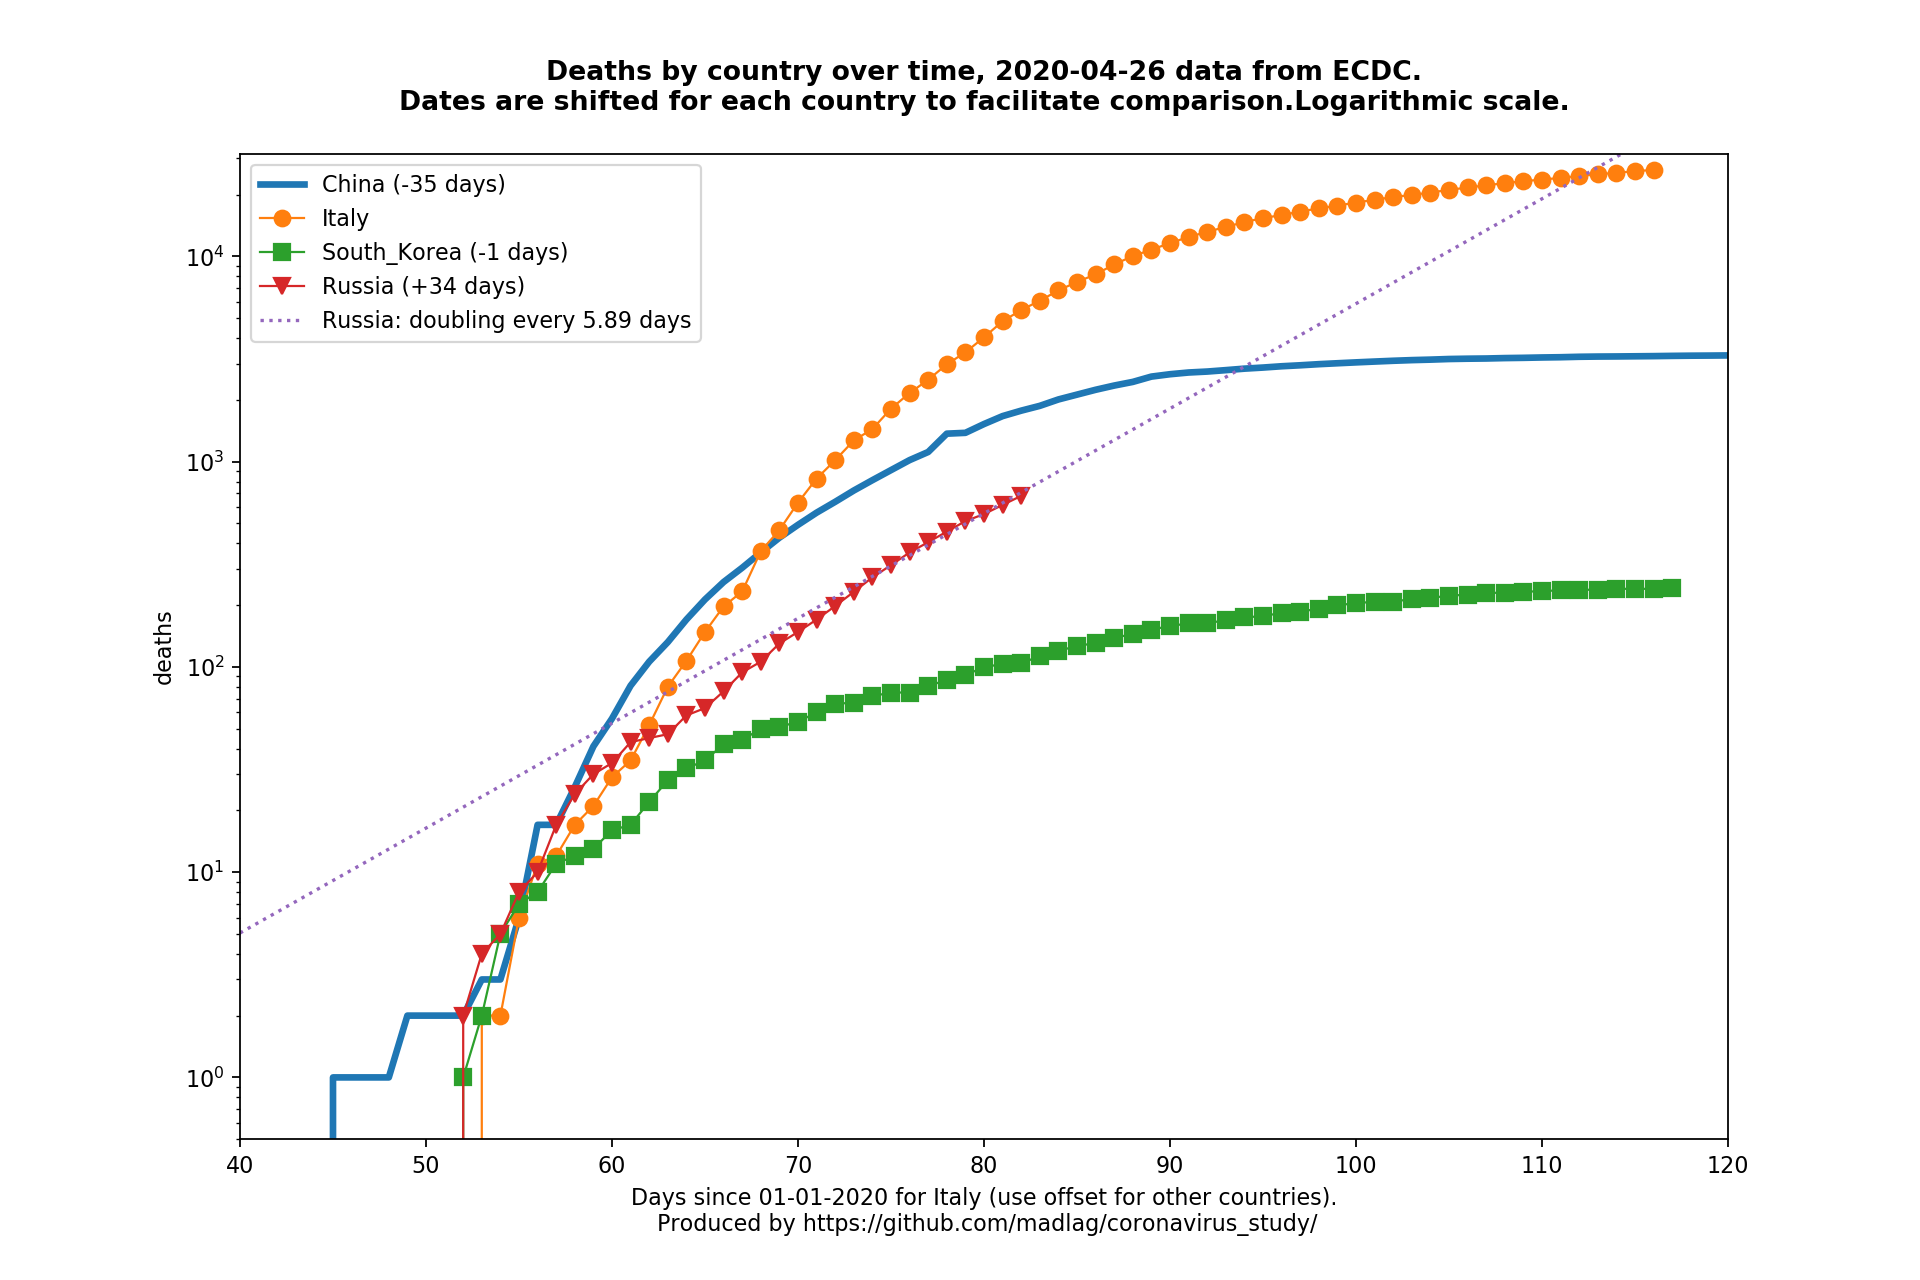 Deaths by country over time, 2020-04-26 data from ECDC.
Dates are shifted for each country to facilitate comparison.Logarithmic scale.
China (-35 days)
Italy
South_Korea (-1 days)
Russia (+34 days)
Russia: doubling every 5.89 days
10⁴
10³
10²
10¹
10⁰
deaths
40 50 60 70 80 90 100 110 120
Days since 01-01-2020 for Italy (use offset for other countries).
Produced by https://github.com/madlag/coronavirus_study/